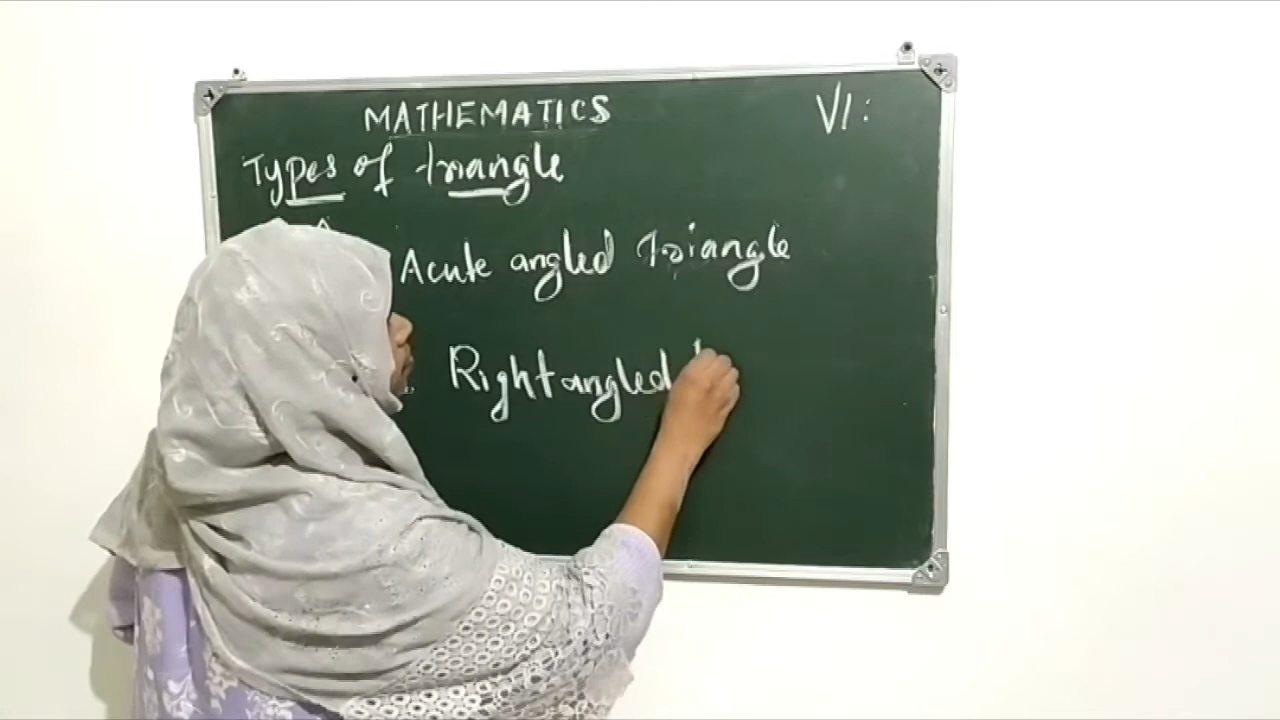 MATHEMATICS
VI:
Types of triangle
Acute angled triangle
Right angled